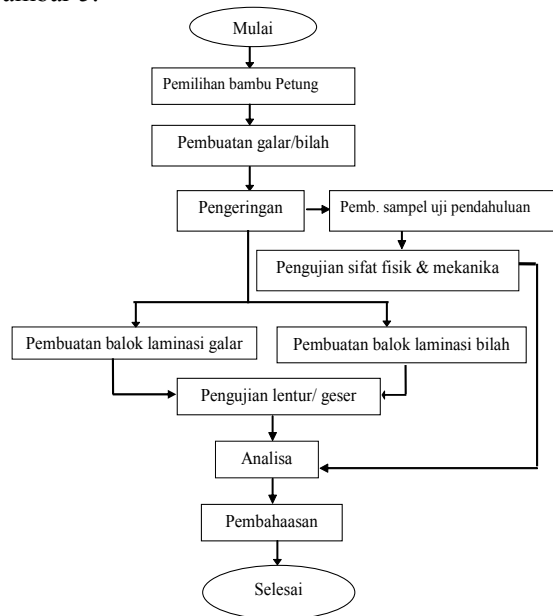 Mulai
Pemilihan bambu Petung
Pembuatan galar/bilah
Pengeringan
Pemb. sampel uji pendahuluan
Pengujian sifat fisik & mekanika
Pembuatan balok laminasi galar
Pembuatan balok laminasi bilah
Pengujian lentur/ geser
Analisa
Pembahaasan
Selesai